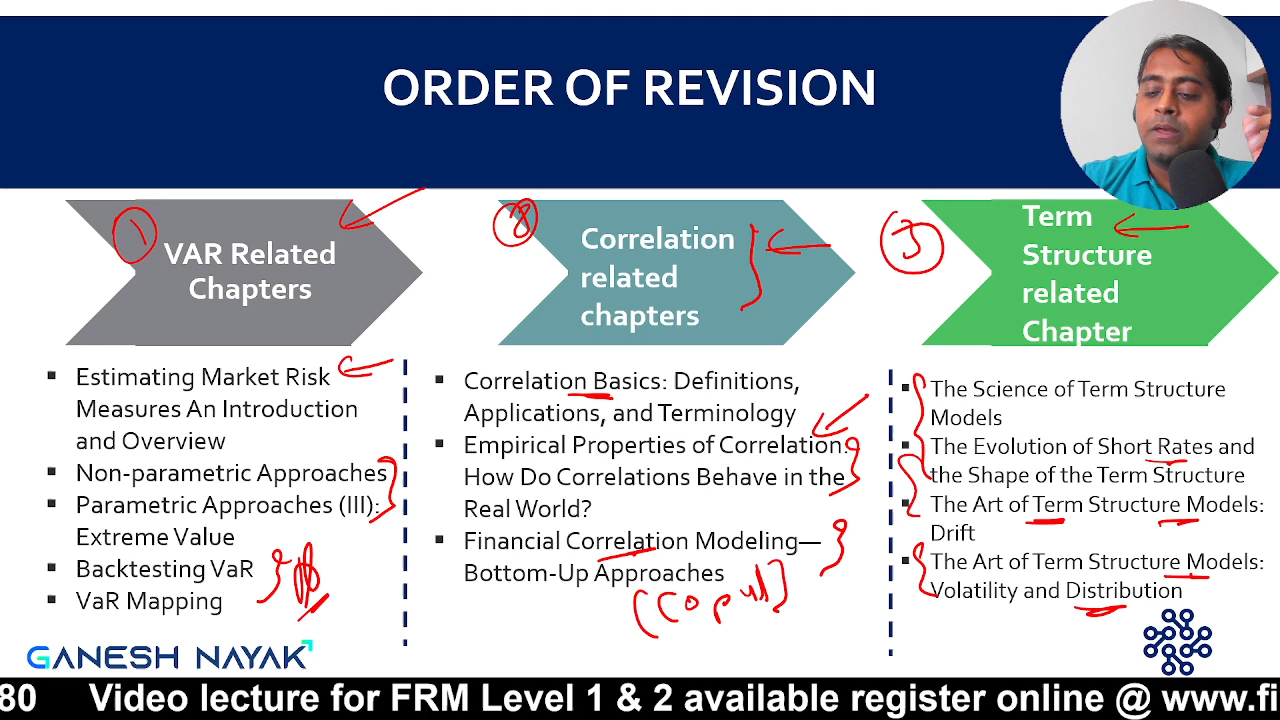 ORDER OF REVISION
1
VAR Related
Chapters
Estimating Market Risk
Measures An Introduction
and Overview
Non-parametric Approaches
Parametric Approaches (III):
Extreme Value
Backtesting VaR
VaR Mapping
Correlation
related
chapters
Correlation Basics: Definitions,
Applications, and Terminology
Empirical Properties of Correlation:
How Do Correlations Behave in the
Real World?
Financial Correlation Modeling—
Bottom-Up Approaches
Term
Structure
related
Chapter
The Science of Term Structure
Models
The Evolution of Short Rates and
the Shape of the Term Structure
The Art of Term Structure Models:
Drift
The Art of Term Structure Models:
Volatility and Distribution
GANESH NAYAK
80 Video lecture for FRM Level 1 & 2 available register online @ www.fi